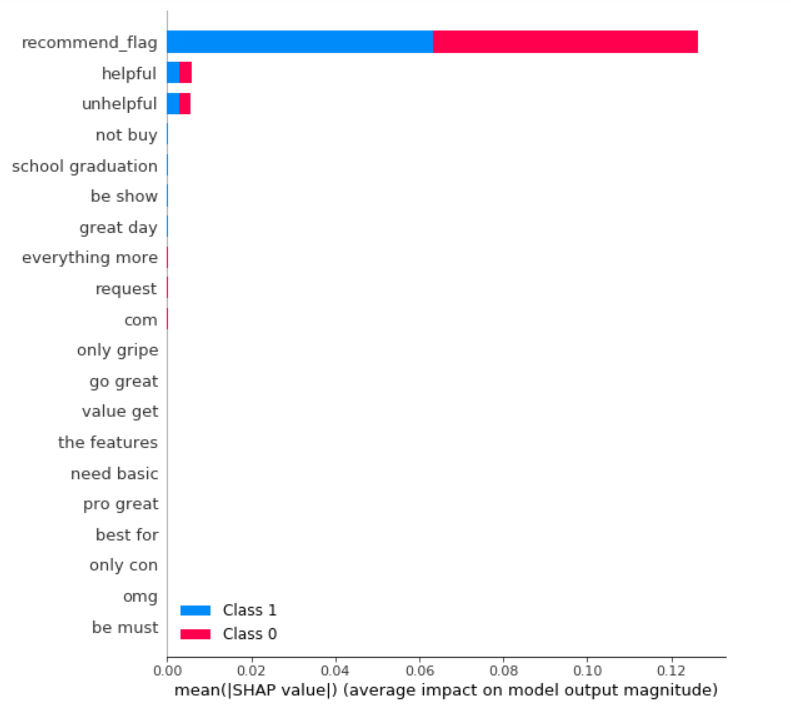 recommend_flag
helpful
unhelpful
not buy
school graduation
be show
great day
everything more
request
com
only gripe
go great
value get
the features
need basic
pro great
best for
only con
omg
be must
Class 1
Class 0
0.00 0.02 0.04 0.06 0.08 0.10 0.12
mean(|SHAP value|) (average impact on model output magnitude)